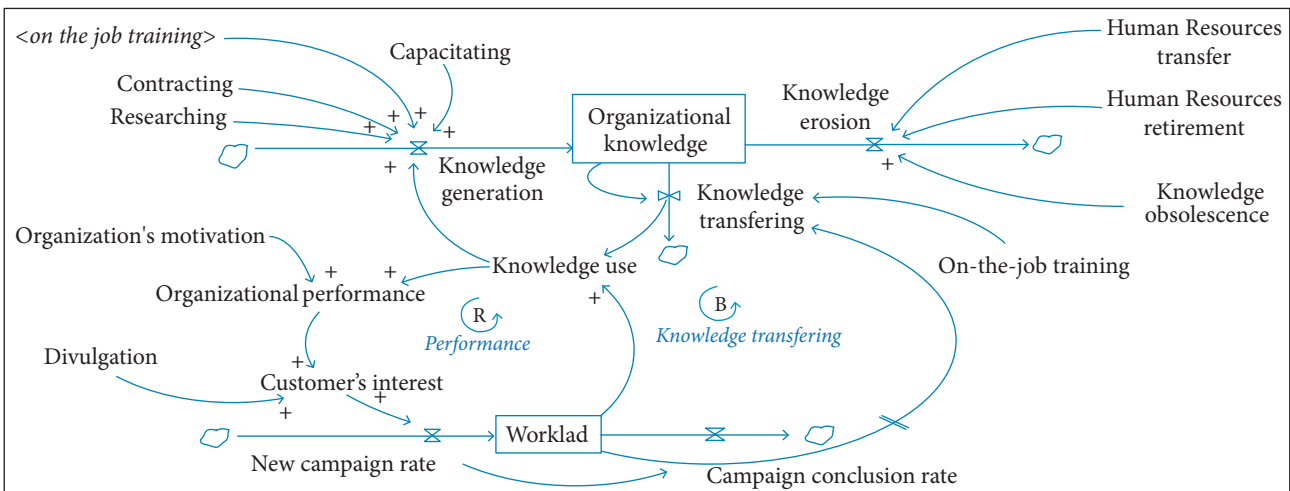 <on the job training>
Capacitating
Contracting
Researching
+ + + + +
+
Knowledge
generation
Organizational
knowledge
Knowledge
erosion
+
Human Resources
transfer
Human Resources
retirement
Knowledge
obsolescence
Knowledge
transfering
On-the-job training
Organization's motivation
+ +
Organizational performance
Knowledge use
+
R
Performance
B
Knowledge transfering
Divulgation
+
Customer's interest
+ +
New campaign rate
Worklad
Campaign conclusion rate